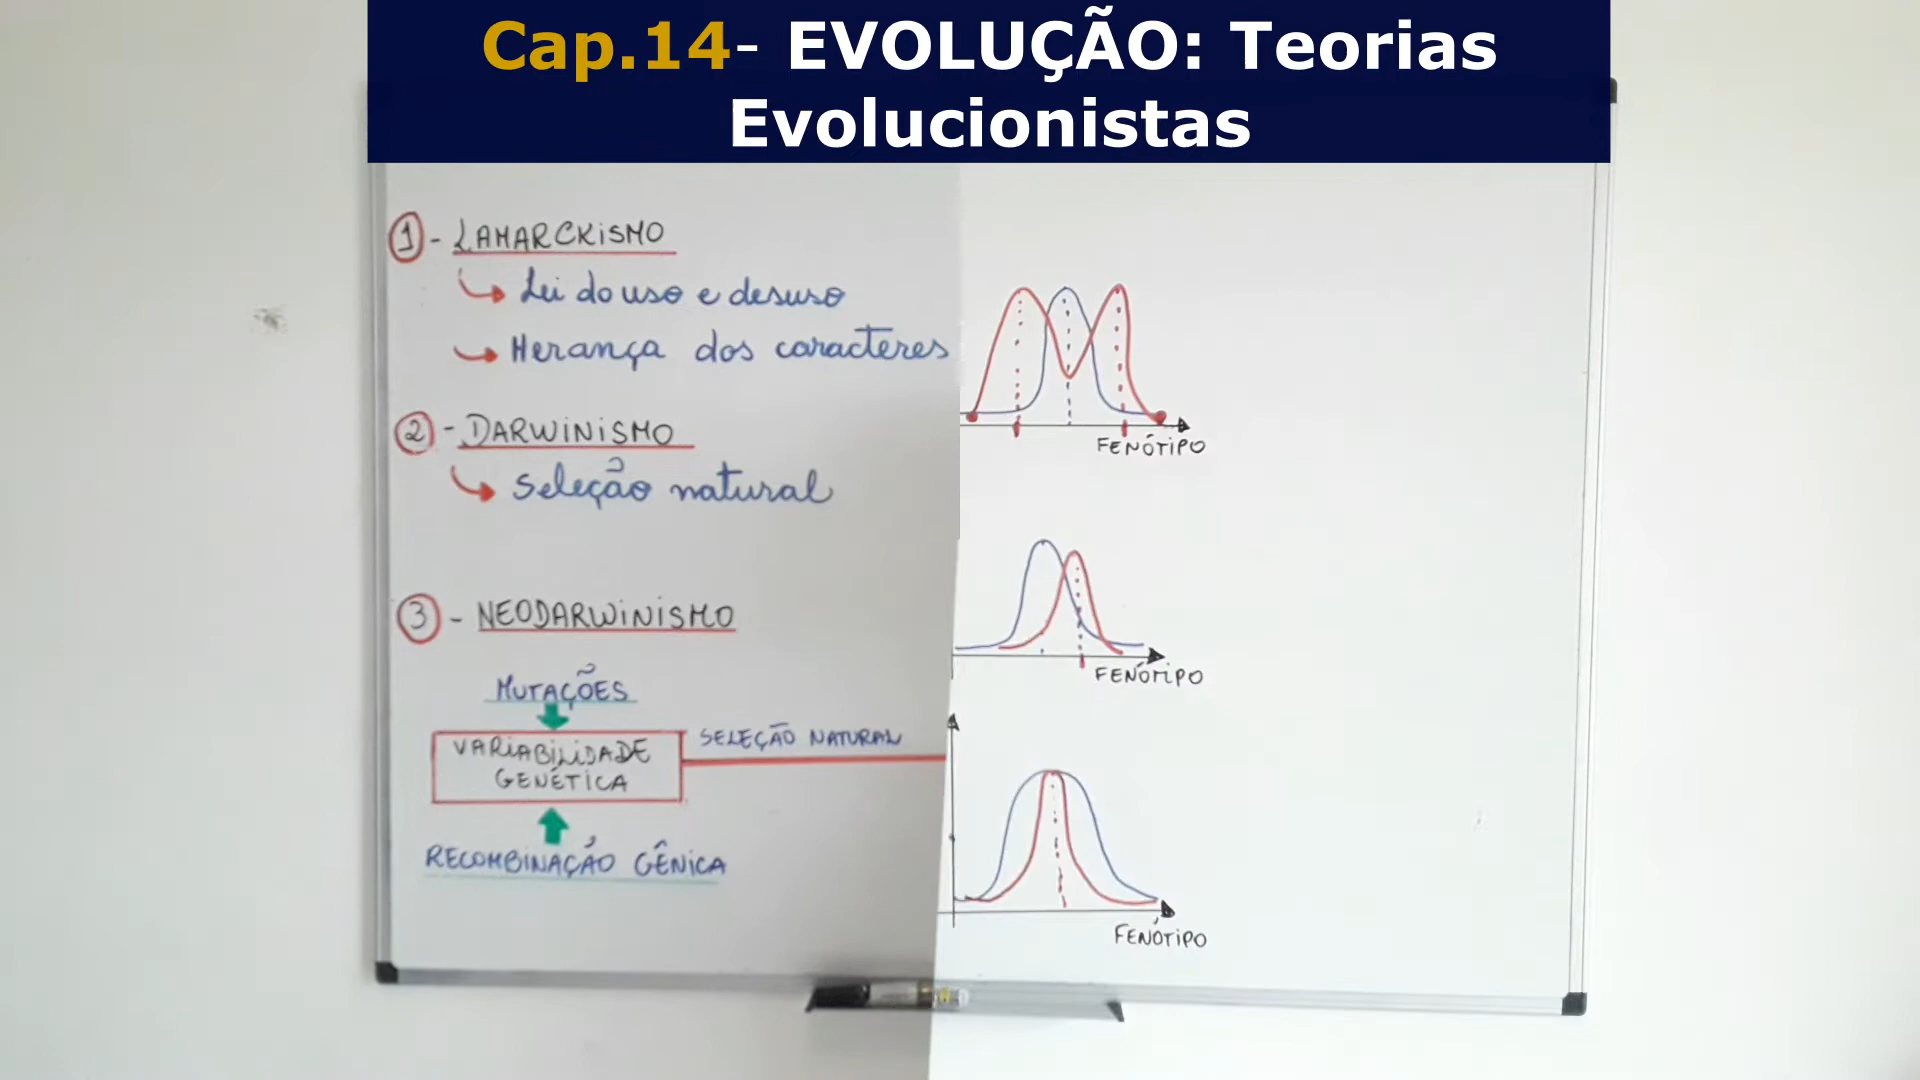 Cap.14- EVOLUÇÃO: Teorias
Evolucionistas
1 - LAMARCKISMO
Lei do uso e desuso
Herança dos caracteres
2 - DARWINISMO
Seleção natural
3 - NEODARWINISMO
MUTAÇÕES
VARIABILIDADE
GENÉTICA
SELEÇÃO NATURAL
RECOMBINAÇÃO GÊNICA
FENÓTIPO
FENÓTIPO
FENÓTIPO